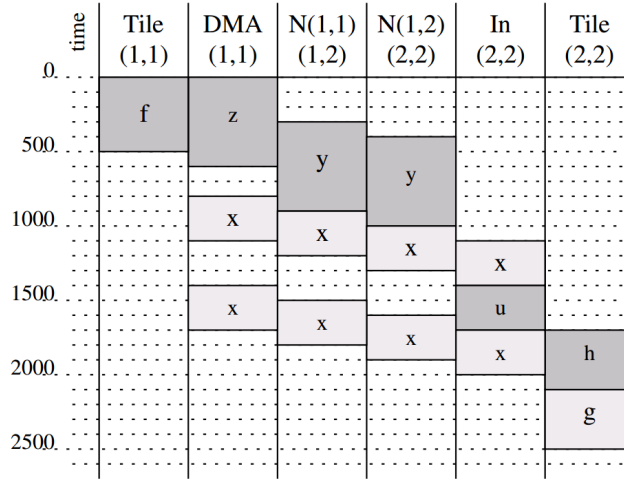 time
Tile DMA N(1,1) N(1,2) In Tile
(1,1) (1,1) (1,2) (2,2) (2,2) (2,2)
0
f z
500
y y
1000
x x x x
1500
u
x x x x
h
2000
g
2500